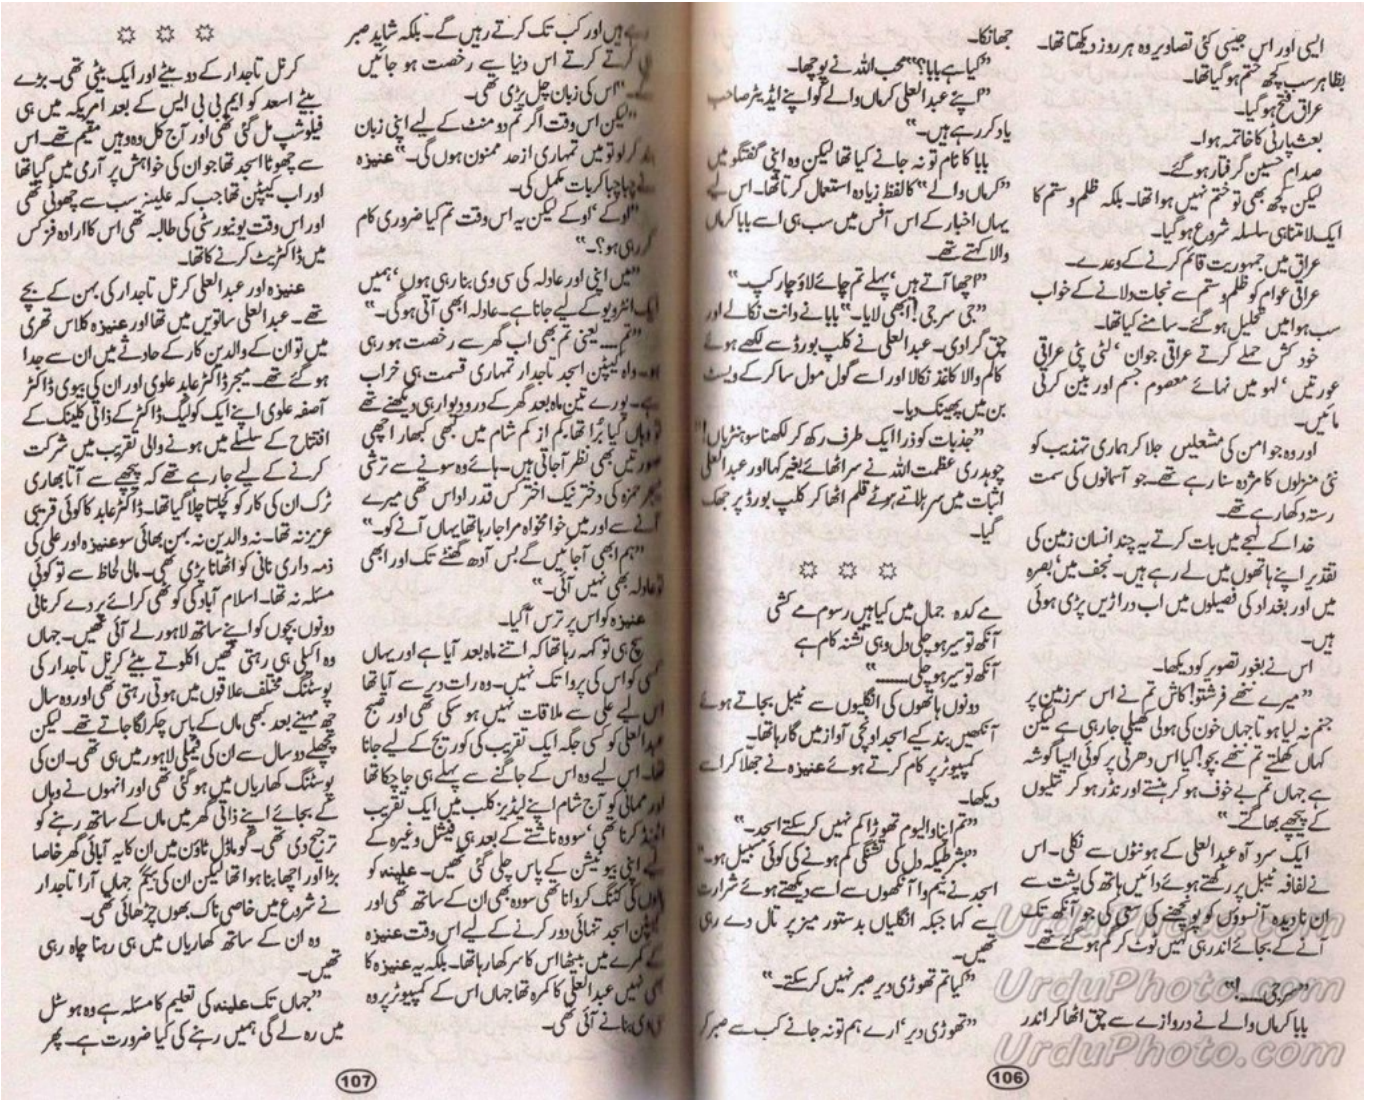 ایسی اور اس جیسی کئی تصاویر وہ ہر روز دیکھتا تھا۔
بظاہر سب کچھ ختم ہو گیا تھا۔
عراق فتح ہو گیا۔
بعث پارٹی کا خاتمہ ہوا۔
صدام حسین گرفتار ہو گئے۔
لیکن کچھ بھی تو ختم نہیں ہوا تھا۔ بلکہ ظلم و ستم کا
ایک لامتناہی سلسلہ شروع ہو گیا۔
عراق میں جمہوریت قائم کرنے کے وعدے۔
عراقی عوام کو ظلم و ستم سے نجات دلانے کے خواب
سب ہوا میں تحلیل ہو گئے۔ سامنے کیا تھا۔
خود کش حملے کرتے عراقی جوان، لٹی پٹی عراقی
عورتیں، لہو میں نہائے معصوم جسم اور بین کرتی
مائیں۔
اور وہ جو امن کی مشعلیں جلا کر ہماری تہذیب کو
نئی منزلوں کا مژدہ سنا رہے تھے۔ جو آسمانوں کی سمت
رستہ دکھا رہے تھے۔
خدا کے لہجے میں بات کرتے یہ چند انسان زمین کی
تقدیر اپنے ہاتھوں میں لے رہے ہیں۔ نجف میں، بصرہ
میں اور بغداد کی فصیلوں میں اب دراڑیں پڑی ہوئی
ہیں۔
اس نے بغور تصویر کو دیکھا۔
”میرے ننھے فرشتو! کاش تم نے اس سرزمین پر
جنم نہ لیا ہوتا جہاں خون کی ہولی کھیلی جا رہی ہے لیکن
کہاں کھلتے تم ننھے بچو! کیا اس دھرتی پر کوئی ایسا گوشہ
ہے جہاں تم بے خوف ہو کر ہنستے اور نڈر ہو کر تتلیوں
کے پیچھے بھاگتے۔“
ایک سرد آہ عبدالعلی کے ہونٹوں سے نکلی۔ اس
نے لفافہ ٹیبل پر رکھتے ہوئے دائیں ہاتھ کی پشت سے
ان نادیدہ آنسوؤں کو پونچھنے کی سعی کی جو آنکھ تک
آنے کے بجائے اندر ہی کہیں ٹوٹ کر گم ہو گئے تھے۔
”سر جی......!“
بابا کرماں والے نے دروازے سے چق اٹھا کر اندر
جھانکا۔
”کیا ہے بابا؟“ محب اللہ نے پوچھا۔
”اپنے عبدالعلی کرماں والے کو اپنے ایڈیٹر صاحب
یاد کر رہے ہیں۔“
بابا کا نام تو نہ جانے کیا تھا لیکن وہ اپنی گفتگو میں
”کرماں والے“ کا لفظ زیادہ استعمال کرتا تھا۔ اس لیے
یہاں اخبار کے اس آفس میں سب ہی اسے بابا کرماں
والا کہتے تھے۔
”اچھا آتے ہیں، پہلے تم چائے لاؤ چار کپ۔“
”جی سر جی! ابھی لایا۔“ بابا نے دانت نکالے اور
چق گرا دی۔ عبدالعلی نے کلپ بورڈ سے لکھے ہوئے
کالم والا کاغذ نکالا اور اسے گول مول سا کر کے ویسٹ
بن میں پھینک دیا۔
”جذبات کو ذرا ایک طرف رکھ کر لکھنا سوہنٹریاں!“
چوہدری عظمت اللہ نے سر اٹھائے بغیر کہا اور عبدالعلی
اثبات میں سر ہلاتے ہوئے قلم اٹھا کر کلپ بورڈ پر جھک
گیا۔
مے کدہ جمال میں کیا ہیں رسوم مے کشی
آنکھ تو سیر ہو چلی دل وہی تشنہ کام ہے
آنکھ تو سیر ہو چلی......“
دونوں ہاتھوں کی انگلیوں سے ٹیبل بجاتے ہوئے
آنکھیں بند کیے اسجد اونچی آواز میں گا رہا تھا۔
کمپیوٹر پر کام کرتے ہوئے عنیزہ نے جھلا کر اسے
دیکھا۔
”تم اپنا والیوم تھوڑا کم نہیں کر سکتے اسجد۔“
”بشرطیکہ دل کی تشنگی کم ہونے کی کوئی سبیل ہو۔“
اسجد نے نیم وا آنکھوں سے اسے دیکھتے ہوئے شرارت
سے کہا جبکہ انگلیاں بدستور میز پر تال دے رہی
تھیں۔
”کیا تم تھوڑی دیر صبر نہیں کر سکتے۔“
”تھوڑی دیر، ارے ہم تو نہ جانے کب سے صبر کر
106
رہے ہیں اور کب تک کرتے رہیں گے۔ بلکہ شاید صبر
کرتے کرتے اس دنیا سے رخصت ہو جائیں
گے۔“ اس کی زبان چل پڑی تھی۔
”لیکن اس وقت اگر تم دو منٹ کے لیے اپنی زبان
بند کر لو تو میں تمہاری ازحد ممنون ہوں گی۔“ عنیزہ
نے چبا چبا کر بات مکمل کی۔
”اوکے، اوکے لیکن یہ اس وقت تم کیا ضروری کام
کر رہی ہو؟۔“
”میں اپنی اور عادلہ کی سی وی بنا رہی ہوں، ہمیں
ایک انٹرویو کے لیے جانا ہے۔ عادلہ ابھی آتی ہو گی۔“
”تم.... یعنی تم بھی اب گھر سے رخصت ہو رہی
ہو۔ واہ کیپٹن اسجد تاجدار تمہاری قسمت ہی خراب
ہے۔ پورے تین ماہ بعد گھر کے در و دیوار ہی دیکھنے تھے
تو وہاں کیا بُرا تھا، کم از کم شام میں کبھی کبھار اچھی
صورتیں بھی نظر آ جاتی ہیں۔ ہائے وہ سونے سے ترشی
میجر حمزہ کی دختر نیک اختر کس قدر اداس تھی میرے
آنے سے اور میں خوامخواہ مرا جا رہا تھا یہاں آنے کو۔“
”ہم ابھی آ جائیں گے بس آدھ گھنٹے تک اور ابھی
تو عادلہ بھی نہیں آئی۔“
عنیزہ کو اس پر ترس آ گیا۔
سچ ہی تو کہہ رہا تھا کہ اتنے ماہ بعد آیا ہے اور یہاں
کسی کو اس کی پروا تک نہیں۔ وہ رات دیر سے آیا تھا
اس لیے علی سے ملاقات نہیں ہو سکی تھی اور صبح
عبدالعلی کو کسی جگہ ایک تقریب کی کوریج کے لیے جانا
تھا۔ اس لیے وہ اس کے جاگنے سے پہلے ہی جا چکا تھا
اور ممانی کو آج شام اپنے لیڈیز کلب میں ایک تقریب
اٹینڈ کرنا تھی، سو وہ ناشتے کے بعد ہی فیشل وغیرہ کے
لیے اپنی بیوٹیشن کے پاس چلی گئی تھیں۔ علینہ کو
بالوں کی کٹنگ کروانا تھی سو وہ بھی ان کے ساتھ تھی اور
کیپٹن اسجد تنہائی دور کرنے کے لیے اس وقت عنیزہ
کے کمرے میں بیٹھا اس کا سر کھا رہا تھا۔ بلکہ یہ عنیزہ کا
بھی نہیں عبدالعلی کا کمرہ تھا جہاں اس کے کمپیوٹر پر وہ
سی وی بنانے آئی تھی۔
کرنل تاجدار کے دو بیٹے اور ایک بیٹی تھی۔ بڑے
بیٹے اسعد کو ایم بی بی ایس کے بعد امریکہ میں ہی
فیلو شپ مل گئی تھی اور آج کل وہ وہیں مقیم تھے۔ اس
سے چھوٹا اسجد تھا جو ان کی خواہش پر آرمی میں گیا تھا
اور اب کیپٹن تھا جب کہ علینہ سب سے چھوٹی تھی
اور اس وقت یونیورسٹی کی طالبہ تھی اس کا ارادہ فزکس
میں ڈاکٹریٹ کرنے کا تھا۔
عنیزہ اور عبدالعلی کرنل تاجدار کی بہن کے بچے
تھے۔ عبدالعلی ساتویں میں تھا اور عنیزہ کلاس تھری
میں تو ان کے والدین کار کے حادثے میں ان سے جدا
ہو گئے تھے۔ میجر ڈاکٹر عابد علوی اور ان کی بیوی ڈاکٹر
آصفہ علوی اپنے ایک کولیگ ڈاکٹر کے ذاتی کلینک کے
افتتاح کے سلسلے میں ہونے والی تقریب میں شرکت
کرنے کے لیے جا رہے تھے کہ پیچھے سے آتا بھاری
ٹرک ان کی کار کو کچلتا چلا گیا تھا۔ ڈاکٹر عابد کا کوئی قریبی
عزیز نہ تھا۔ نہ والدین نہ بہن بھائی سو عنیزہ اور علی کی
ذمہ داری نانی کو اٹھانا پڑی تھی۔ مالی لحاظ سے تو کوئی
مسئلہ نہ تھا۔ اسلام آباد کی کوٹھی کرائے پر دے کر نانی
دونوں بچوں کو اپنے ساتھ لاہور لے آئی تھیں۔ جہاں
وہ اکیلی ہی رہتی تھیں اکلوتے بیٹے کرنل تاجدار کی
پوسٹنگ مختلف علاقوں میں ہوتی رہتی تھی اور وہ سال
چھ مہینے بعد کبھی ماں کے پاس چکر لگا جاتے تھے۔ لیکن
پچھلے دو سال سے ان کی فیملی لاہور میں ہی تھی۔ ان کی
پوسٹنگ کھاریاں میں ہو گئی تھی اور انہوں نے وہاں
کے بجائے اپنے ذاتی گھر میں ماں کے ساتھ رہنے کو
ترجیح دی تھی۔ گو ماڈل ٹاؤن میں ان کا یہ آبائی گھر خاصا
بڑا اور اچھا بنا ہوا تھا لیکن ان کی بیگم جہاں آرا تاجدار
نے شروع میں خاصی ناک بھوں چڑھائی تھی۔
وہ ان کے ساتھ کھاریاں میں ہی رہنا چاہ رہی
تھیں۔
”جہاں تک علینہ کی تعلیم کا مسئلہ ہے وہ ہوسٹل
میں رہ لے گی ہمیں رہنے کی کیا ضرورت ہے۔ پھر
107
UrduPhoto.com
UrduPhoto.com
UrduPhoto.com